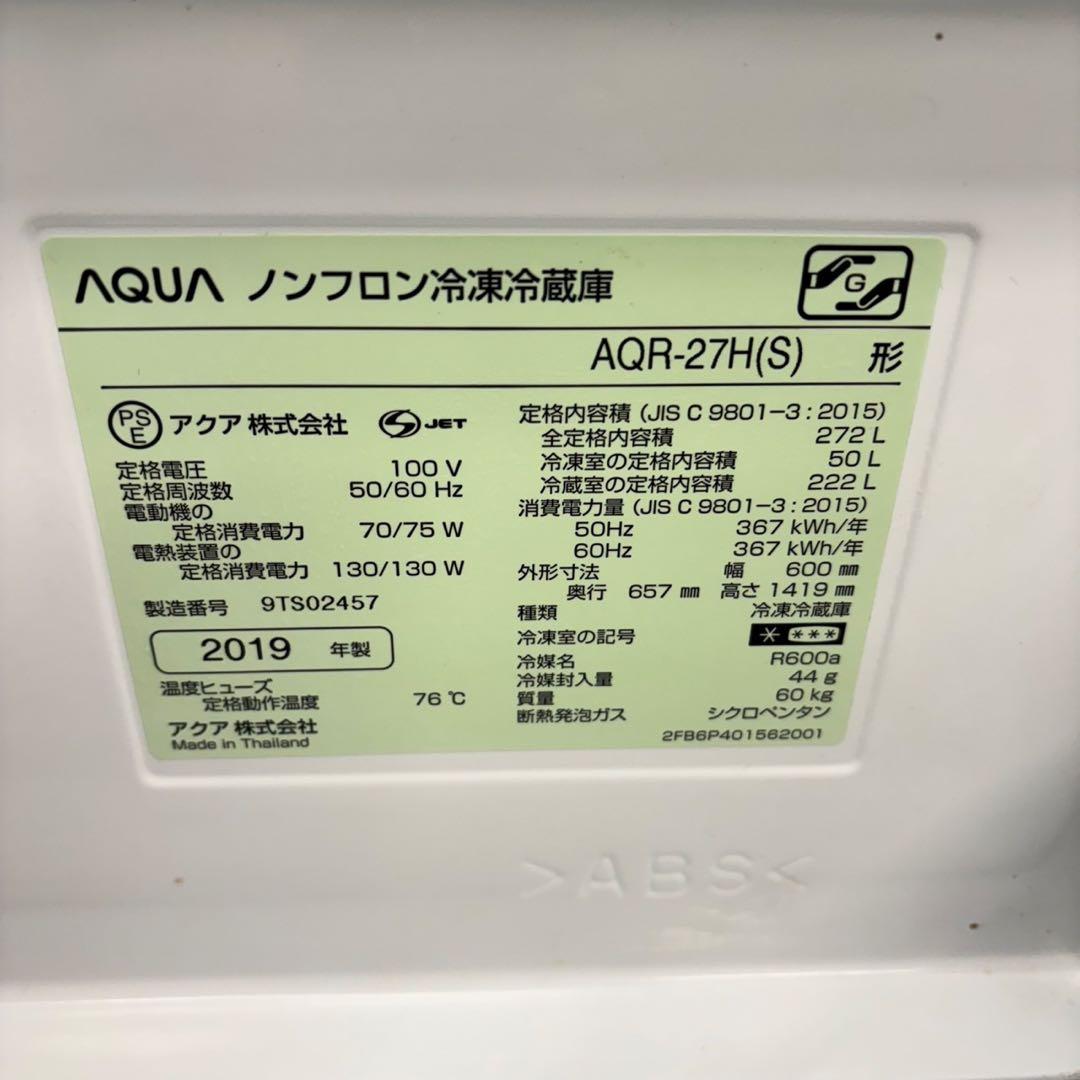 AQUA ノンフロン冷凍冷蔵庫
G
AQR-27H(S) 形
PS
E
アクア 株式会社
S JET
定格電圧 100 V
定格周波数 50/60 Hz
電動機の
定格消費電力 70/75 W
電熱装置の
定格消費電力 130/130 W
製造番号 9TS02457
2019 年製
温度ヒューズ
定格動作温度 76 ℃
アクア 株式会社
Made in Thailand
定格内容積 (JIS C 9801-3 : 2015)
全定格内容積 272 L
冷凍室の定格内容積 50 L
冷蔵室の定格内容積 222 L
消費電力量 (JIS C 9801-3 : 2015)
50Hz 367 kWh/年
60Hz 367 kWh/年
外形寸法 幅 600 ㎜
奥行 657 ㎜ 高さ 1419 ㎜
種類 冷凍冷蔵庫
冷凍室の記号 * ***
冷媒名 R600a
冷媒封入量 44 g
質量 60 kg
断熱発泡ガス シクロペンタン
2FB6P401562001
>ABS<